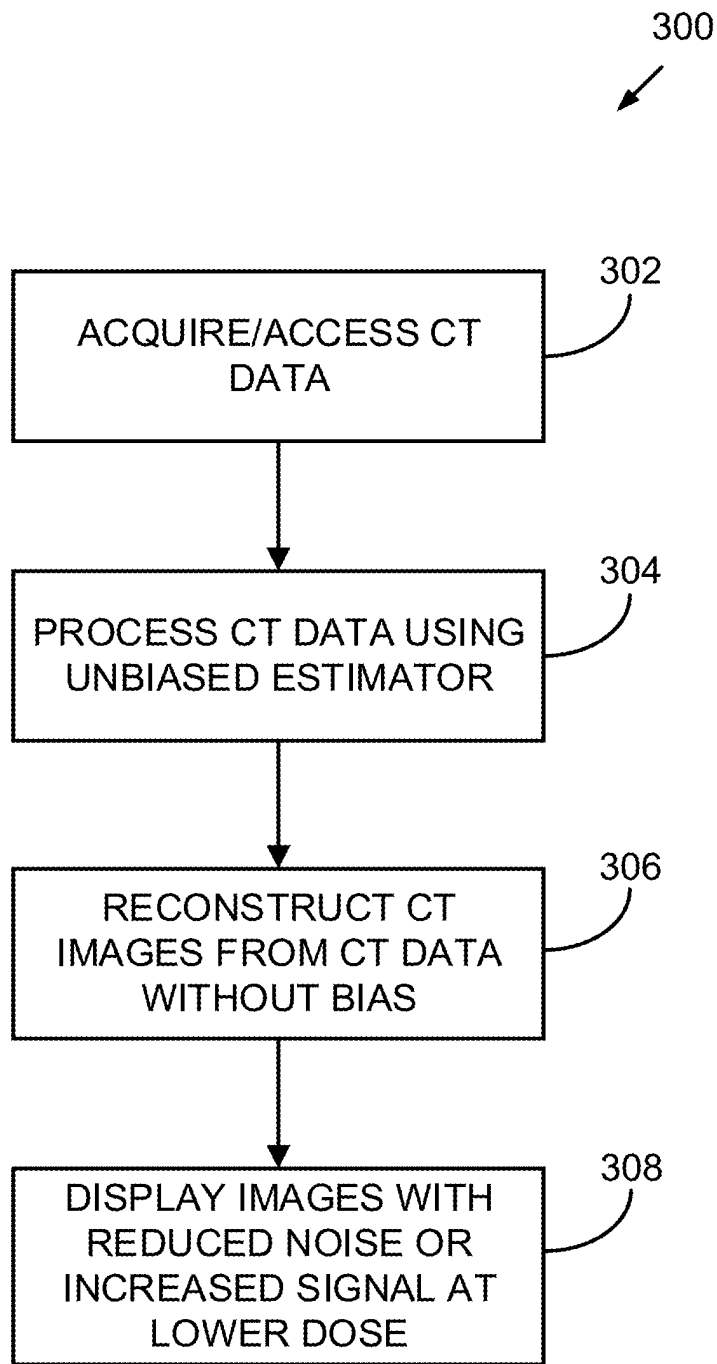 300
302
ACQUIRE/ACCESS CT
DATA
304
PROCESS CT DATA USING
UNBIASED ESTIMATOR
306
RECONSTRUCT CT
IMAGES FROM CT DATA
WITHOUT BIAS
308
DISPLAY IMAGES WITH
REDUCED NOISE OR
INCREASED SIGNAL AT
LOWER DOSE